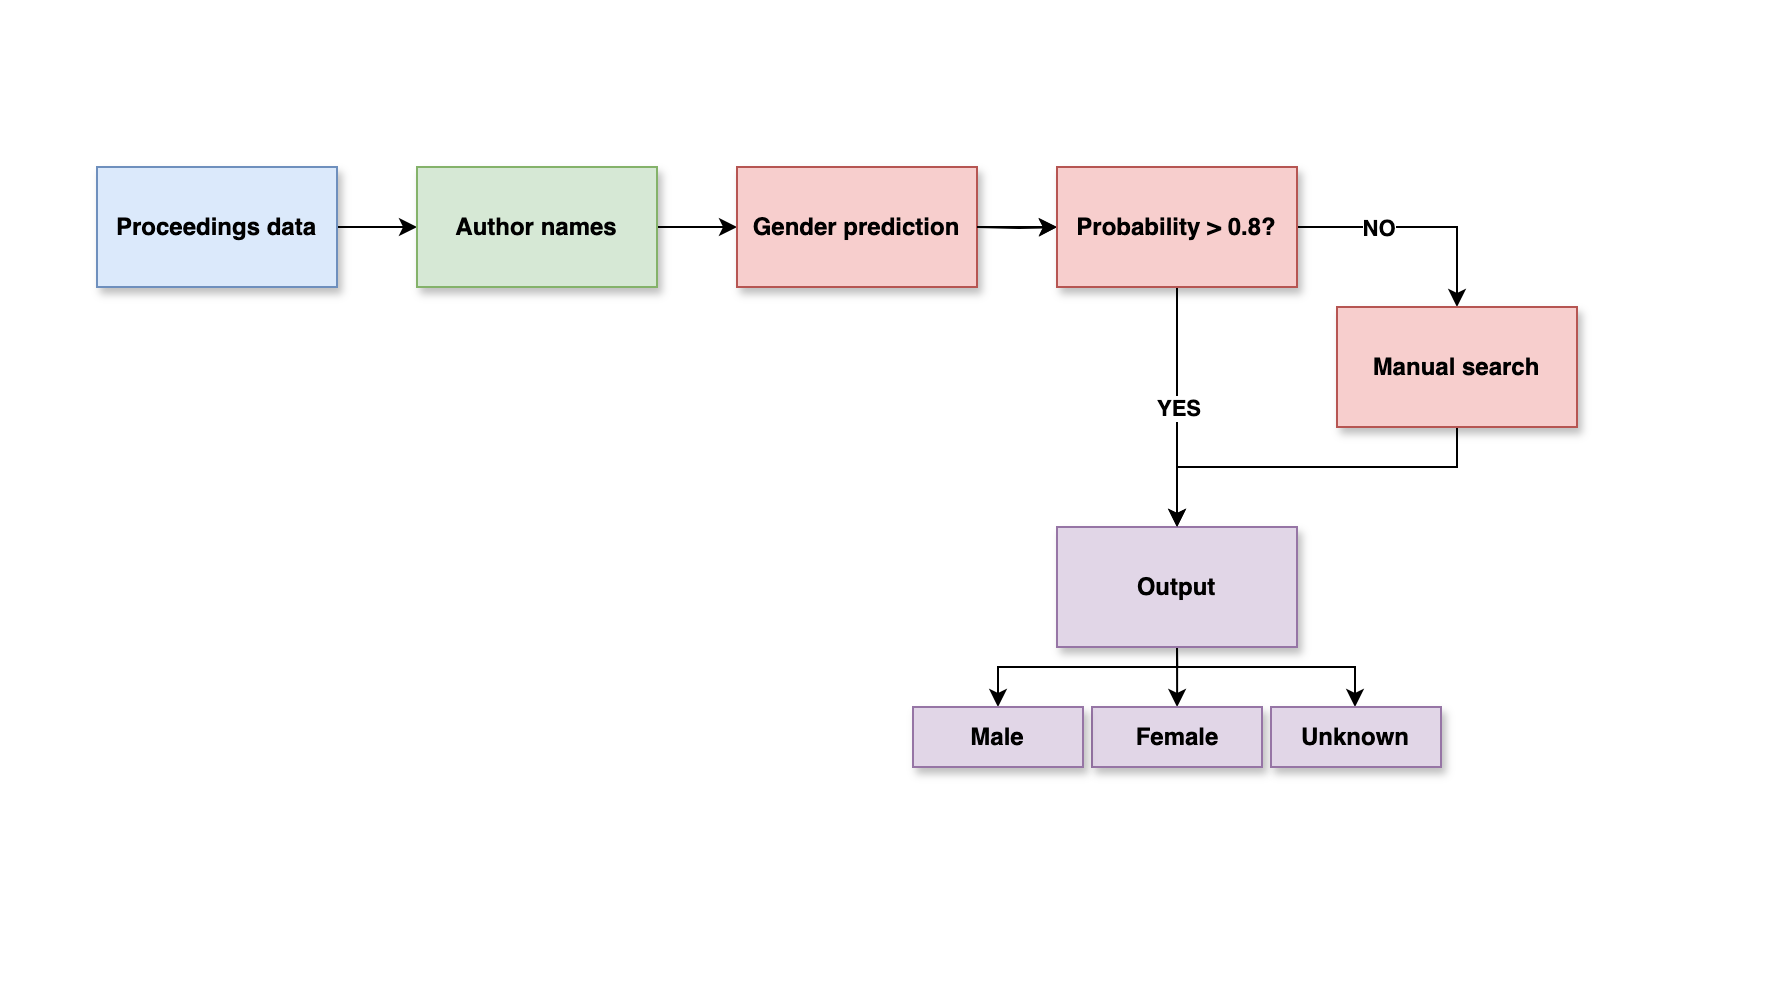 Proceedings data
Author names
Gender prediction
Probability > 0.8?
NO
Manual search
YES
Output
Male
Female
Unknown